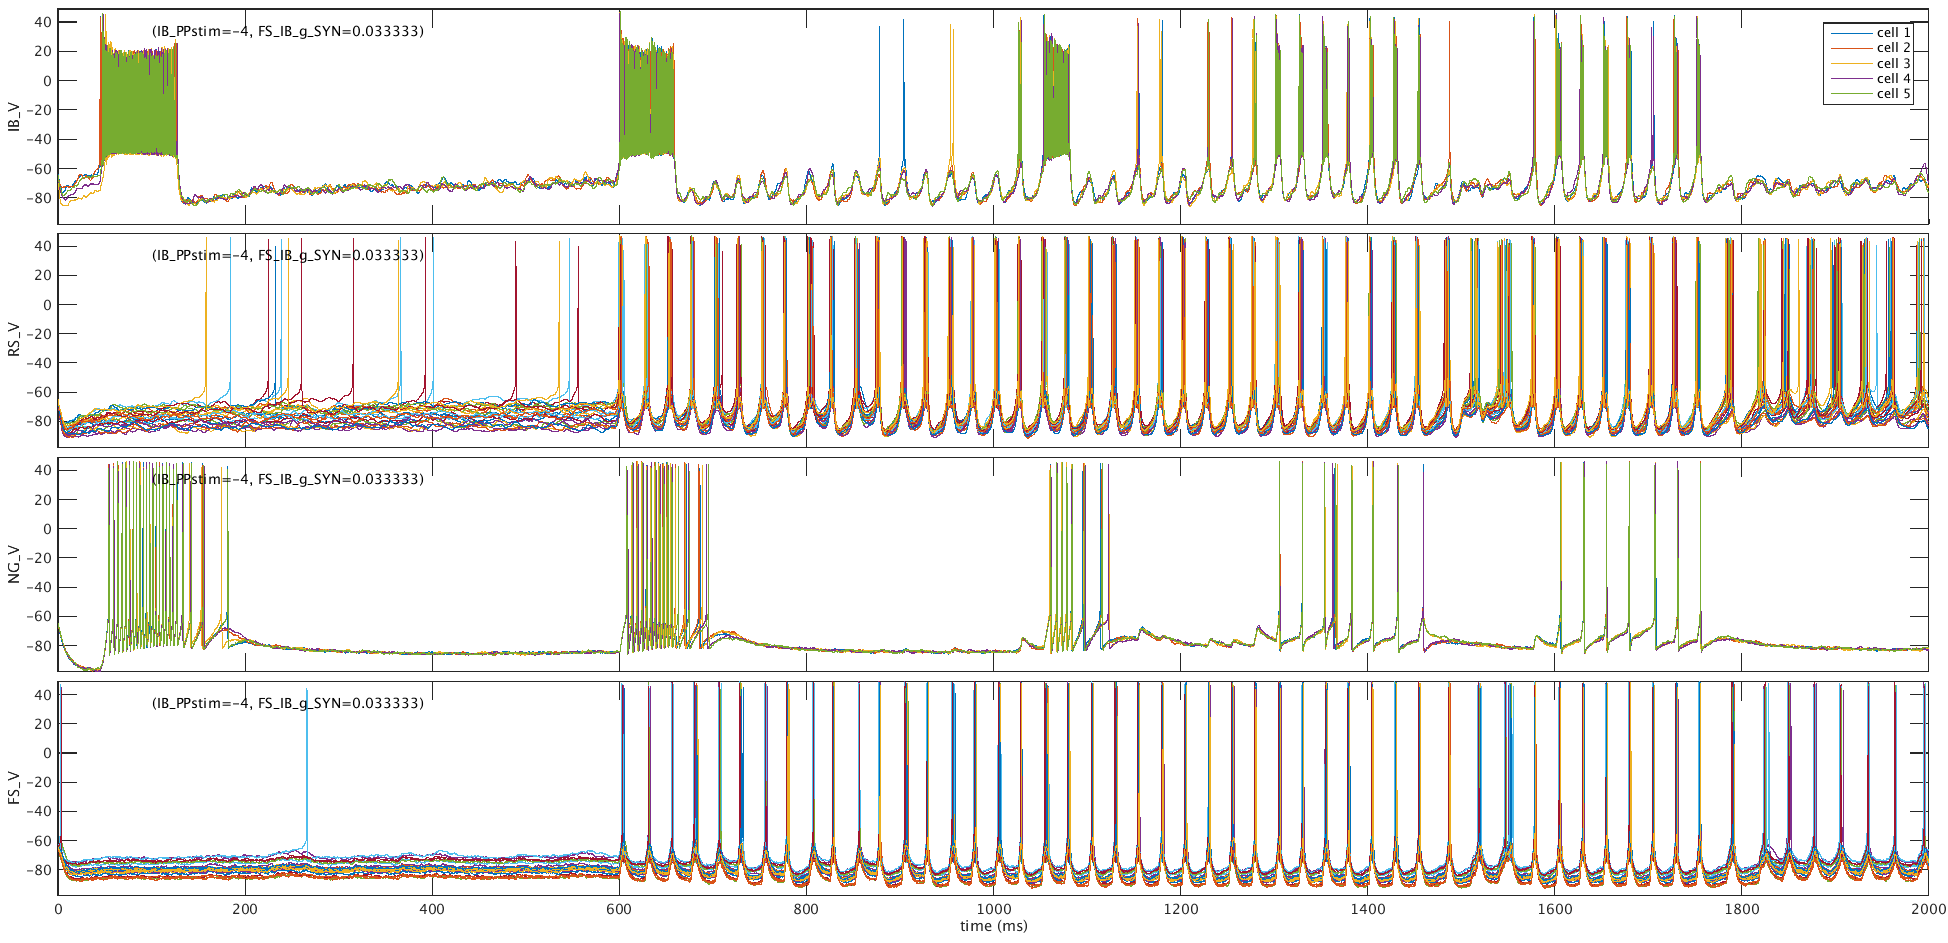 40
20
0
−20
−40
−60
−80
IB_V
(IB_PPstim=−4, FS_IB_g_SYN=0.033333)
cell 1
cell 2
cell 3
cell 4
cell 5
40
20
0
−20
−40
−60
−80
RS_V
(IB_PPstim=−4, FS_IB_g_SYN=0.033333)
40
20
0
−20
−40
−60
−80
NG_V
(IB_PPstim=−4, FS_IB_g_SYN=0.033333)
40
20
0
−20
−40
−60
−80
FS_V
(IB_PPstim=−4, FS_IB_g_SYN=0.033333)
0 200 400 600 800 1000 1200 1400 1600 1800 2000
time (ms)